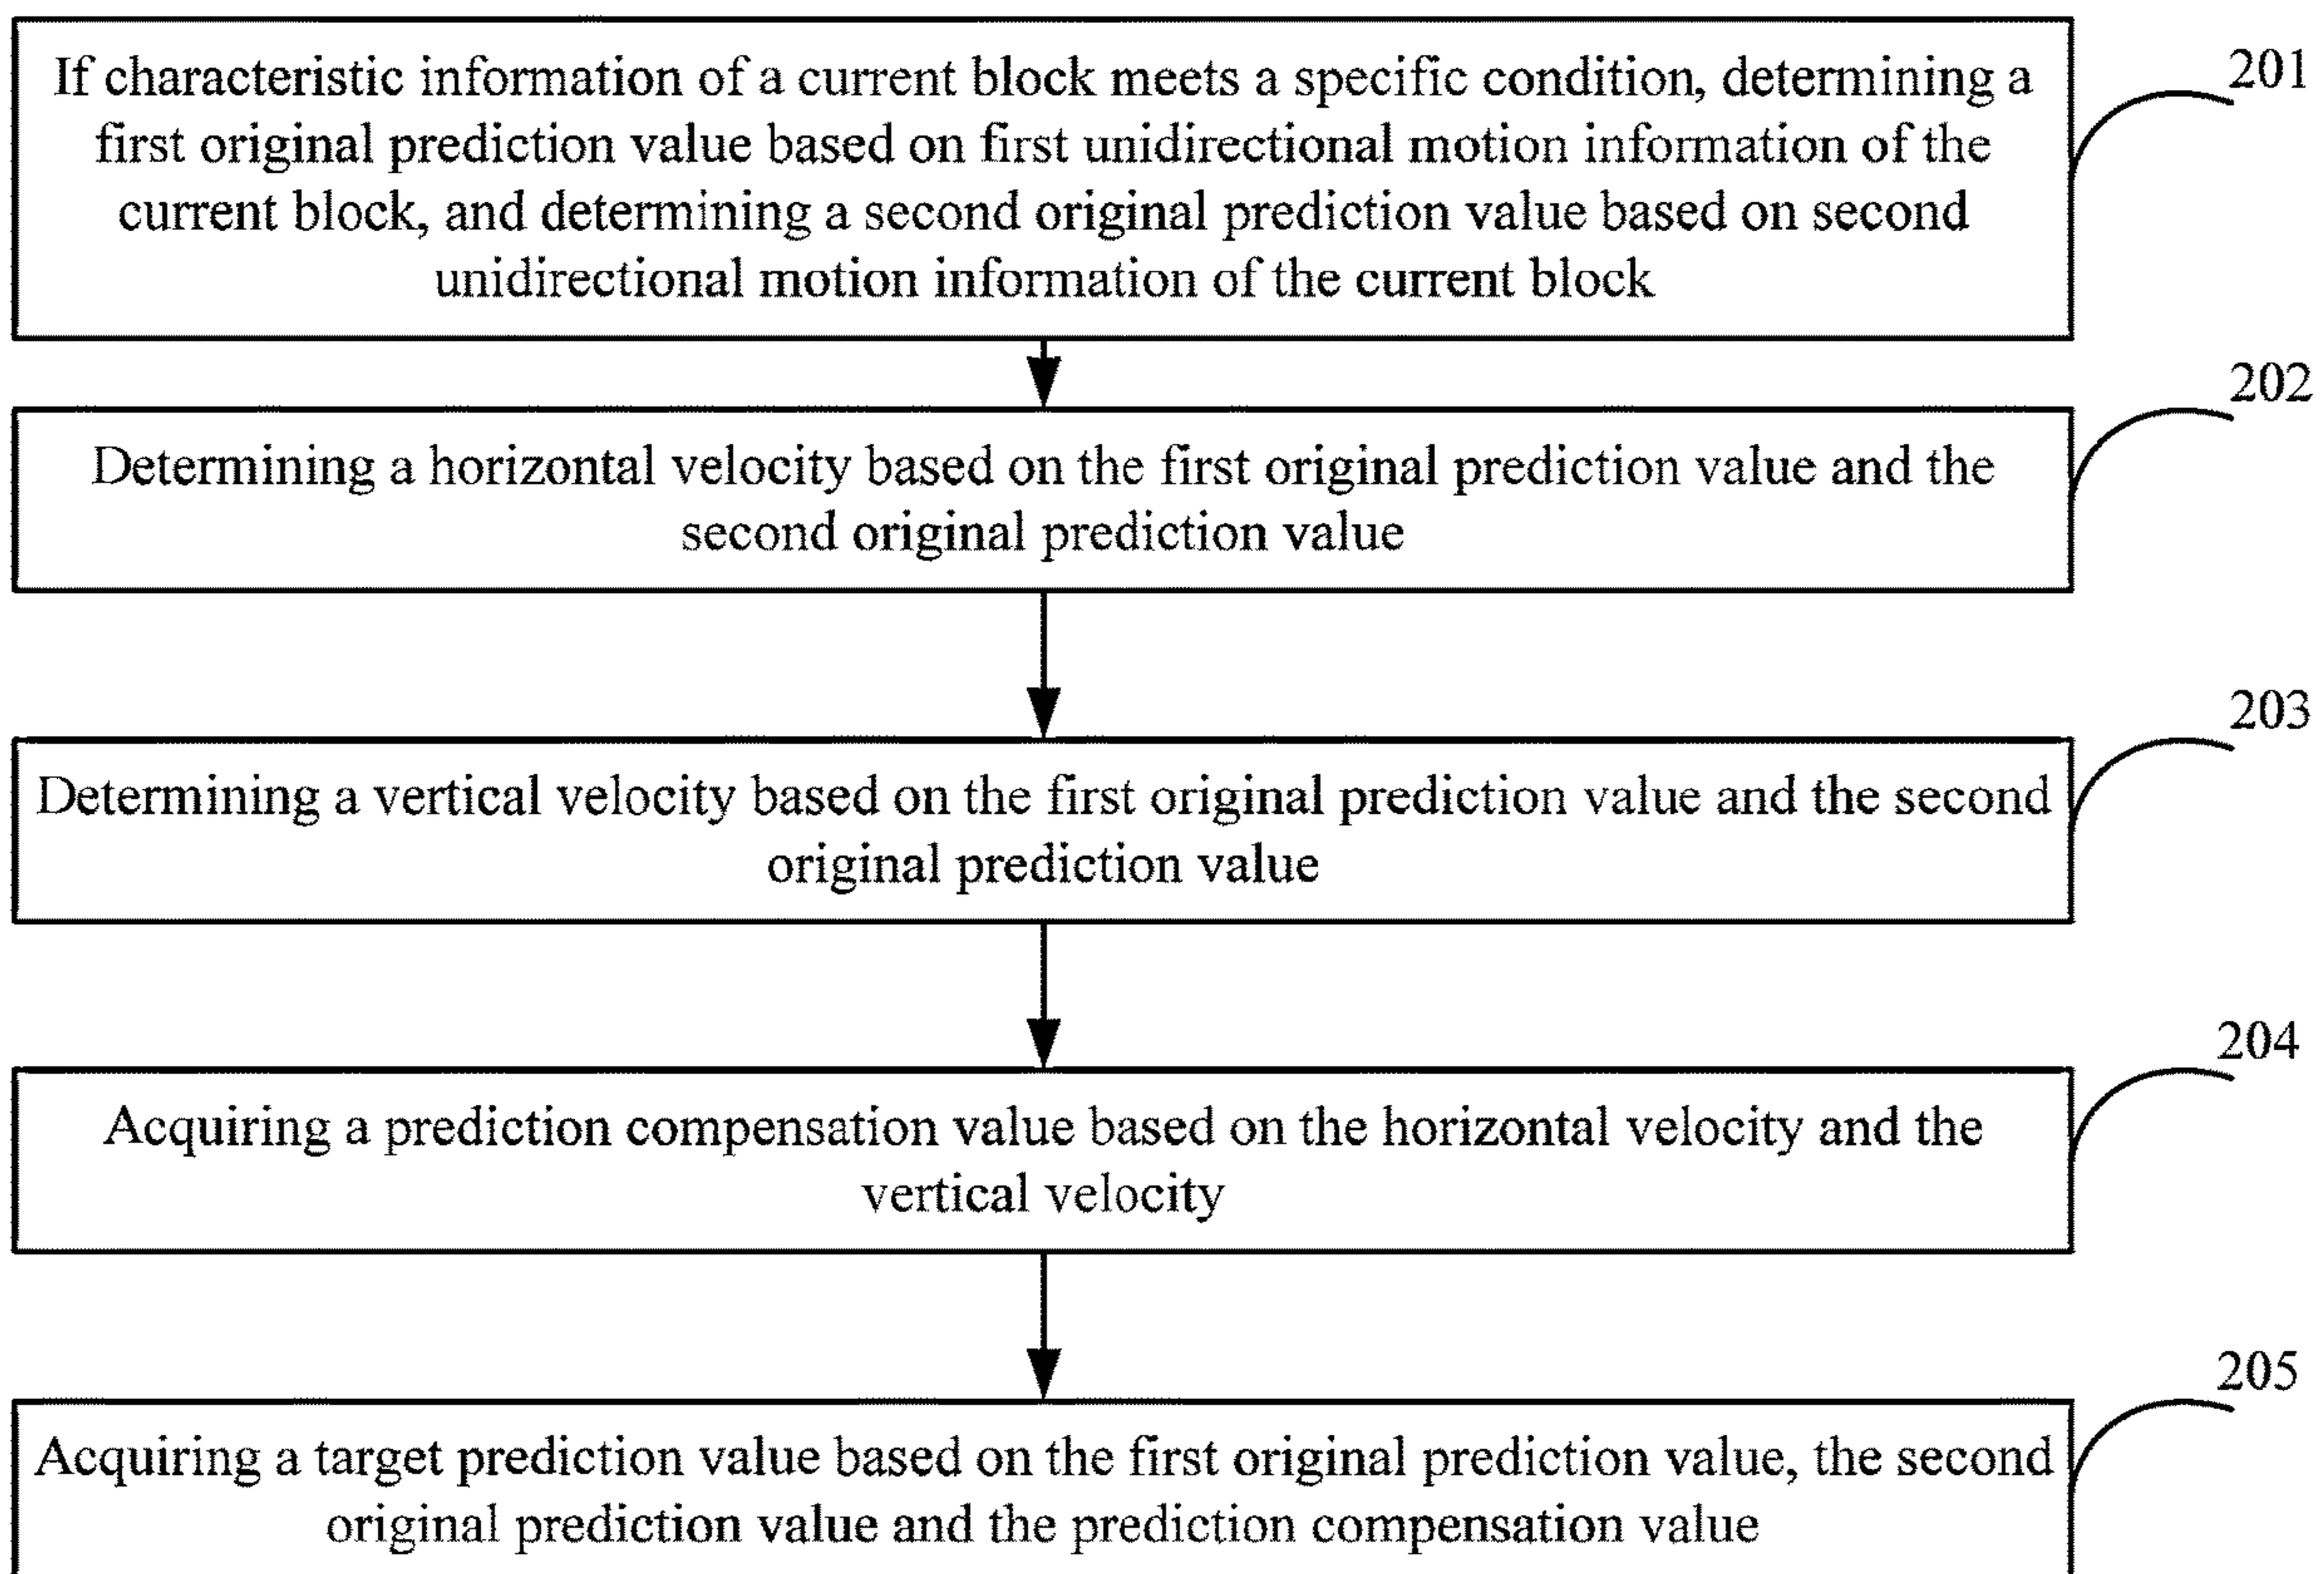 If characteristic information of a current block meets a specific condition, determining a
first original prediction value based on first unidirectional motion information of the
current block, and determining a second original prediction value based on second
unidirectional motion information of the current block
201
202
Determining a horizontal velocity based on the first original prediction value and the
second original prediction value
203
Determining a vertical velocity based on the first original prediction value and the second
original prediction value
204
Acquiring a prediction compensation value based on the horizontal velocity and the
vertical velocity
205
Acquiring a target prediction value based on the first original prediction value, the second
original prediction value and the prediction compensation value